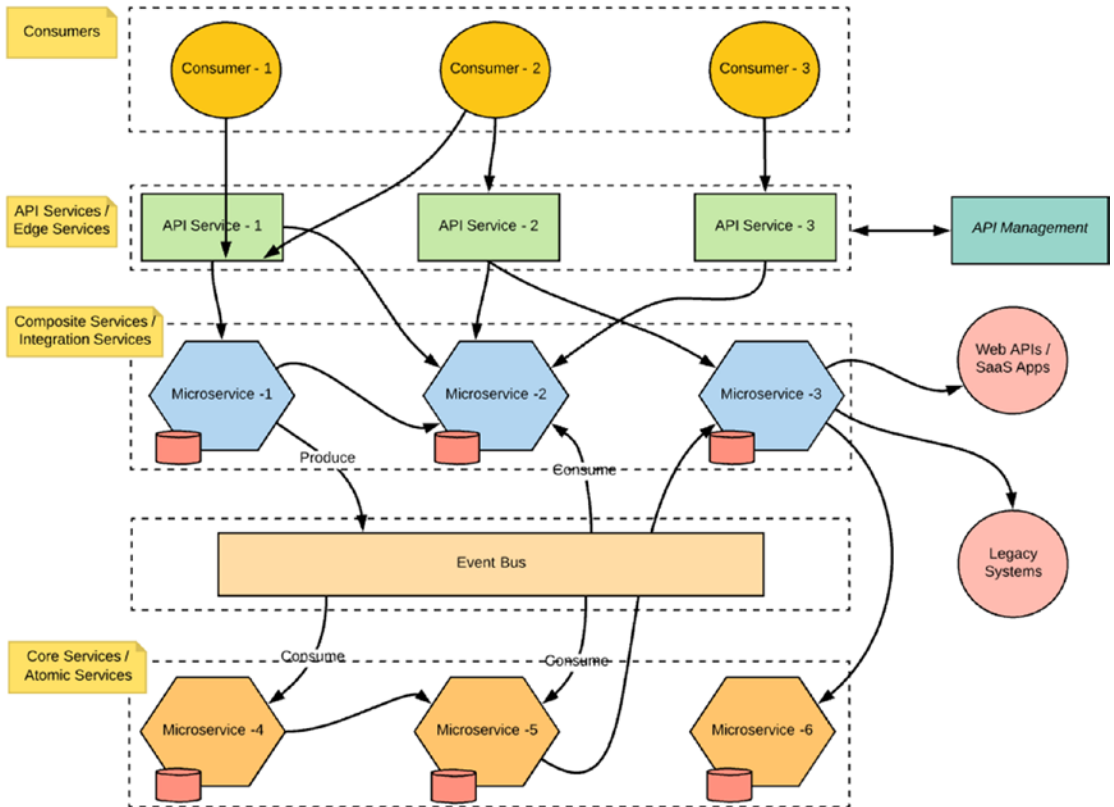 Consumers
Consumer - 1
Consumer - 2
Consumer - 3
API Services /
Edge Services
API Service - 1
API Service - 2
API Service - 3
API Management
Composite Services /
Integration Services
Microservice -1
Microservice -2
Microservice -3
Web APIs /
SaaS Apps
Produce
Consume
Event Bus
Legacy
Systems
Core Services /
Atomic Services
Consume
Consume
Microservice -4
Microservice -5
Microservice -6